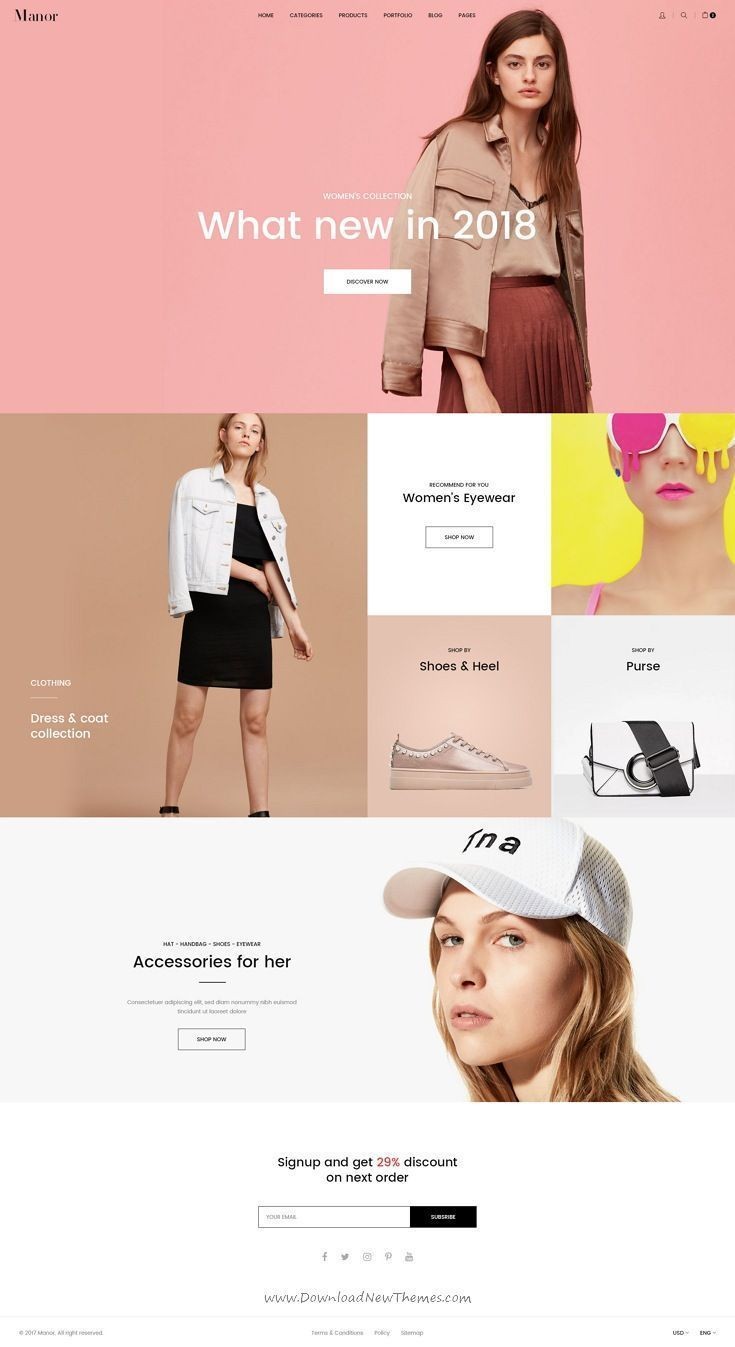 Manor
HOME CATEGORIES PRODUCTS PORTFOLIO BLOG PAGES
2
WOMEN'S COLLECTION
What new in 2018
DISCOVER NOW
RECOMMEND FOR YOU
Women's Eyewear
SHOP NOW
CLOTHING
Dress & coat
collection
SHOP BY
Shoes & Heel
SHOP BY
Purse
HAT - HANDBAG - SHOES - EYEWEAR
Accessories for her
Consectetuer adipiscing elit, sed diam nonummy nibh euismod
tincidunt ut laoreet dolore
SHOP NOW
Signup and get 29% discount
on next order
YOUR EMAIL
SUBSRIBE
www.DownloadNewThemes.com
© 2017 Manor. All right reserved.
Terms & Conditions Policy Sitemap
USD ENG